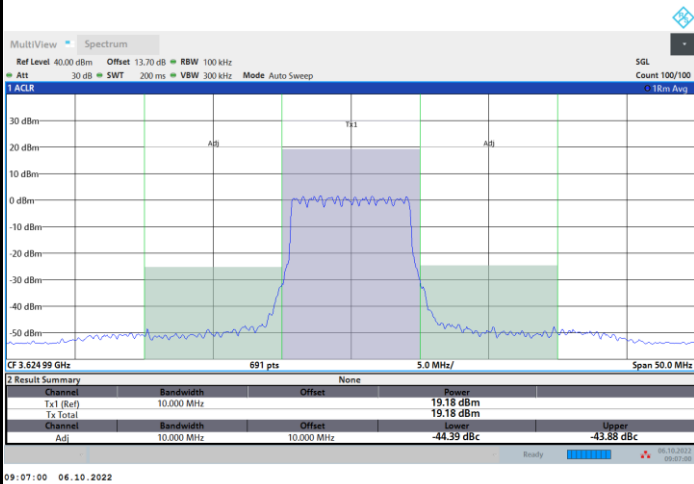 MultiView Spectrum
Ref Level 40.00 dBm Offset 13.70 dB RBW 100 kHz SGL
Att 30 dB SWT 200 ms VBW 300 kHz Mode Auto Sweep Count 100/100
1 ACLR 1Rm Avg
30 dBm
Tx1
20 dBm Adj Adj
10 dBm
0 dBm
-10 dBm
-20 dBm
-30 dBm
-40 dBm
-50 dBm
CF 3.624 99 GHz 691 pts 5.0 MHz/ Span 50.0 MHz
2 Result Summary None
Channel Bandwidth Offset Power
Tx1 (Ref) 10.000 MHz 19.18 dBm
Tx Total 19.18 dBm
Channel Bandwidth Offset Lower Upper
Adj 10.000 MHz 10.000 MHz -44.39 dBc -43.88 dBc
Ready 06.10.2022
09:07:00
09:07:00 06.10.2022